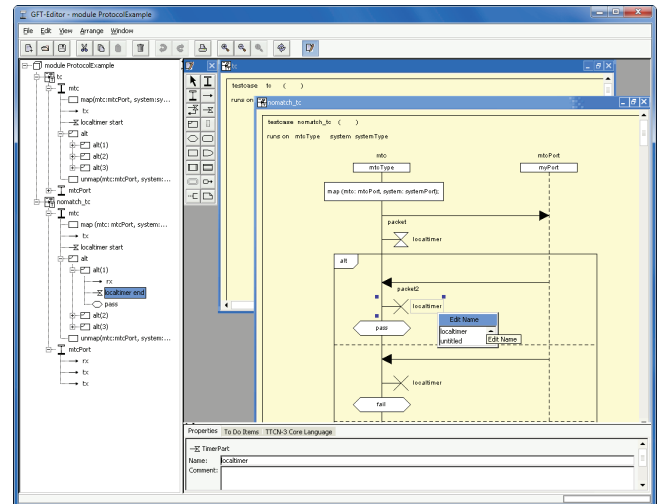 GFT-Editor - module ProtocolExample
File Edit View Arrange Window
module ProtocolExample
tc
mtc
map(mtc:mtcPort, system:sy...
tx
localtimer start
alt
alt(1)
alt(2)
alt(3)
unmap(mtc:mtcPort, system:...
mtcPort
nomatch_tc
mtc
map (mtc: mtcPort, system:...
tx
localtimer start
alt
alt(1)
rx
localtimer end
pass
alt(2)
alt(3)
unmap(mtc:mtcPort, system:...
mtcPort
rx
tx
tx
tc
testcase tc ( )
runs on
nomatch_tc
testcase nomatch_tc ( )
runs on mtcType system systemType
mtc
mtcType
mtcPort
myPort
map (mtc: mtcPort, system: systemPort);
packet
localtimer
alt
packet2
localtimer
pass
Edit Name
localtimer
untitled
Edit Name
localtimer
fail
Properties To Do Items TTCN-3 Core Language
TimerPart
Name: localtimer
Comment: